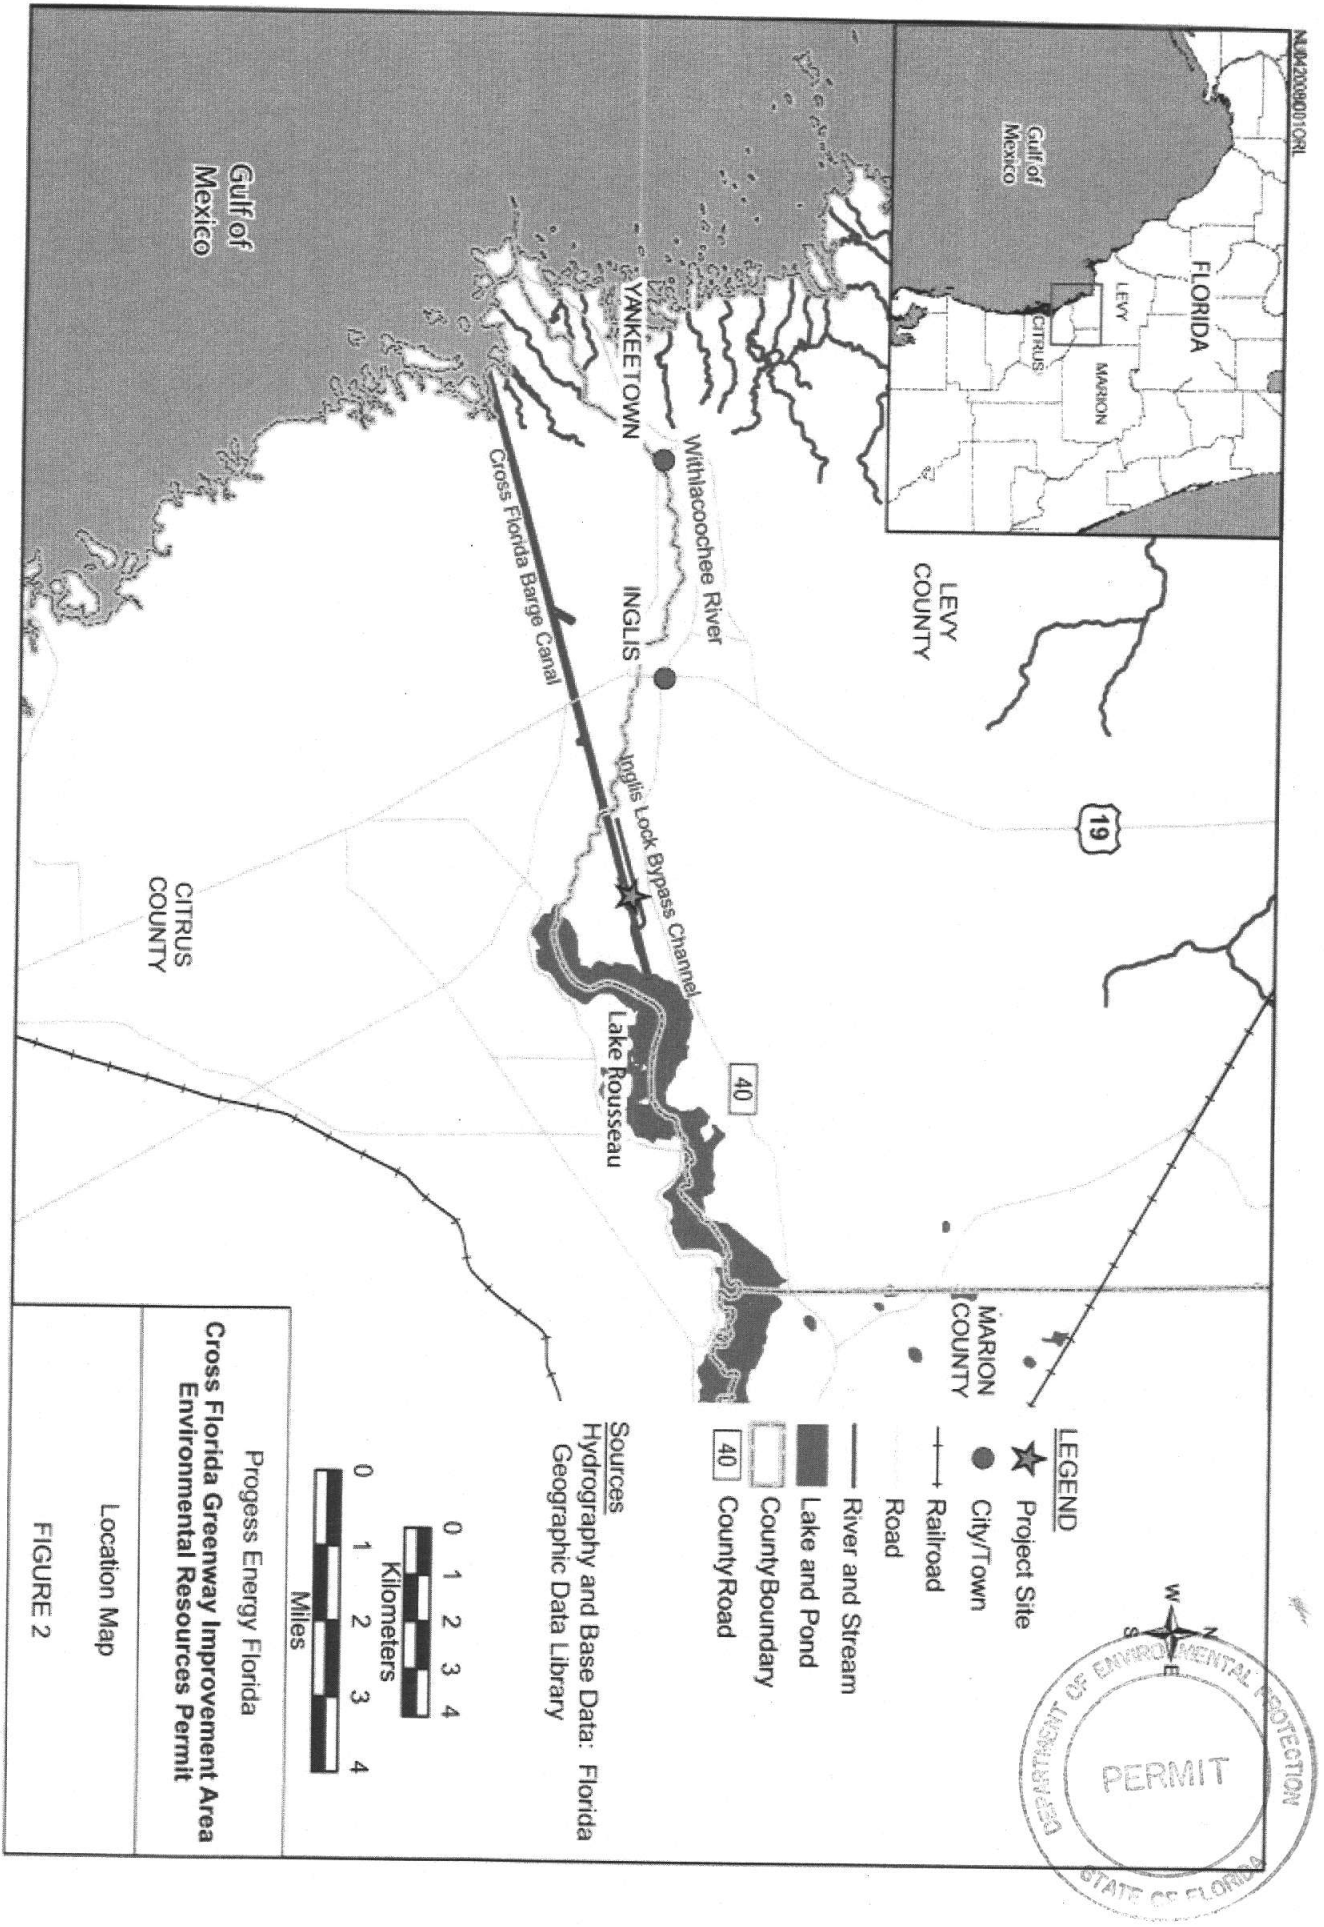 NU042008001ORL
FLORIDA
LEVY
MARION
CITRUS
Gulf of
Mexico
19
LEVY
COUNTY
40
MARION
COUNTY
Withlacoochee River
YANKEETOWN
INGLIS
Inglis Lock Bypass Channel
Cross Florida Barge Canal
Lake Rousseau
Gulf of
Mexico
CITRUS
COUNTY
W N
S E
LEGEND
Project Site
City/Town
Railroad
Road
River and Stream
Lake and Pond
County Boundary
40 County Road
Sources
Hydrography and Base Data: Florida
Geographic Data Library
0 1 2 3 4
Kilometers
0 1 2 3 4
Miles
Progess Energy Florida
Cross Florida Greenway Improvement Area
Environmental Resources Permit
Location Map
FIGURE 2
DEPARTMENT OF ENVIRONMENTAL PROTECTION
PERMIT
STATE OF FLORIDA